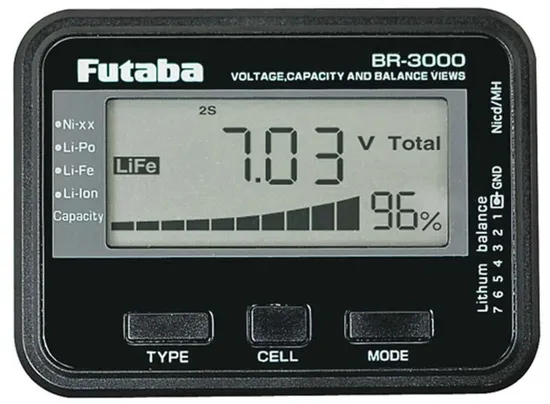 Futaba
BR-3000
VOLTAGE,CAPACITY AND BALANCE VIEWS
2S
7.03 V Total
LiFe
96%
•Ni-xx
•Li-Po
•Li-Fe
•Li-Ion
Capacity
Nicd/MH
Lithum balance
7 6 5 4 3 2 1 GND
TYPE
CELL
MODE